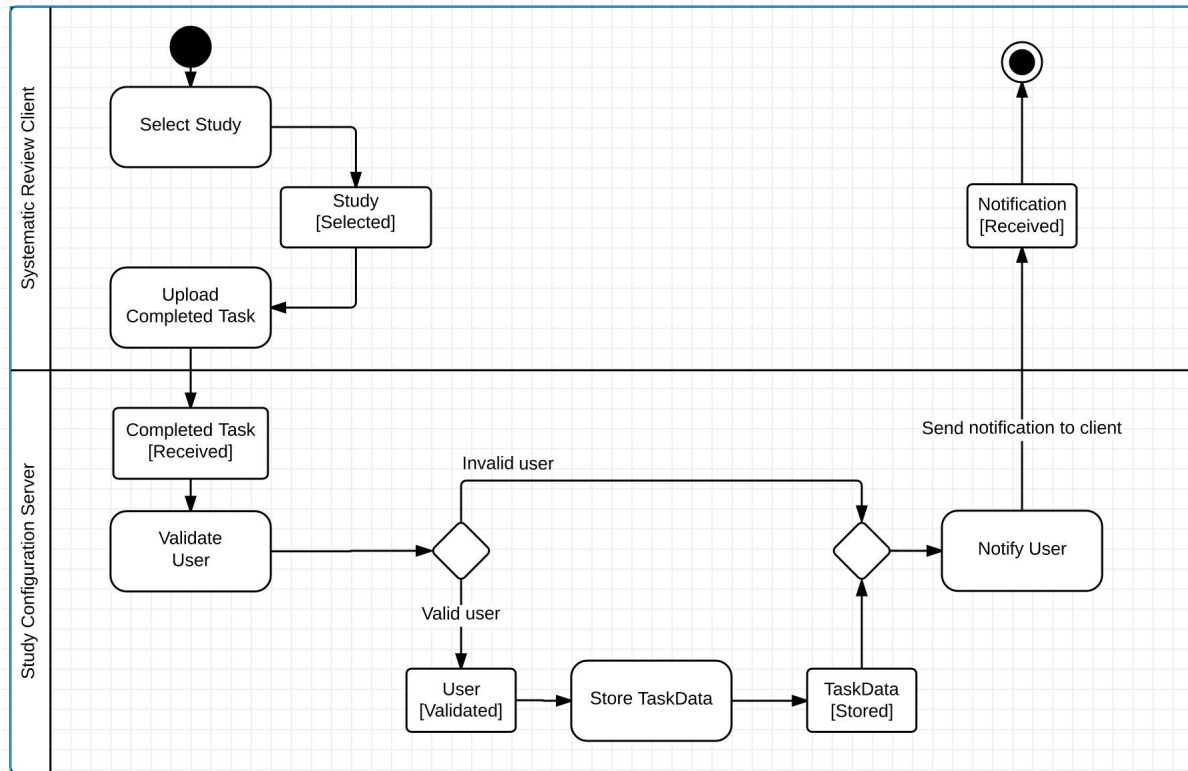 Systematic Review Client
Select Study
Study
[Selected]
Upload
Completed Task
Notification
[Received]
Study Configuration Server
Completed Task
[Received]
Validate
User
Invalid user
Valid user
User
[Validated]
Store TaskData
TaskData
[Stored]
Notify User
Send notification to client